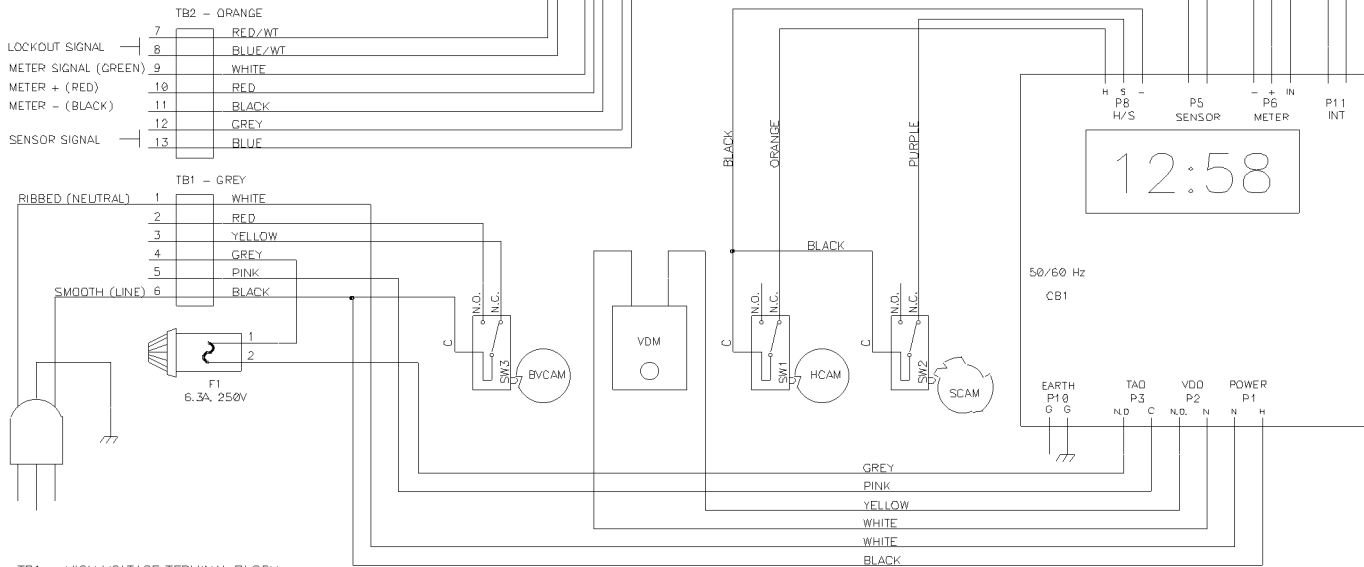 TB2 - ORANGE
7 RED/WT
LOCKOUT SIGNAL
8 BLUE/WT
METER SIGNAL (GREEN) 9 WHITE
METER + (RED) 10 RED
METER - (BLACK) 11 BLACK
12 GREY
SENSOR SIGNAL
13 BLUE
TB1 - GREY
RIBBED (NEUTRAL) 1 WHITE
2 RED
3 YELLOW
4 GREY
5 PINK
SMOOTH (LINE) 6 BLACK
1
2
F1
6.3A, 250V
N.O.
N.C.
C
SW3
BVCAM
VDM
BLACK
ORANGE
PURPLE
BLACK
N.O.
N.C.
C
SW1
HCAM
N.O.
N.C.
C
SW2
SCAM
H S -
P8
H/S
P5
SENSOR
- + IN
P6
METER
P11
INT
12:58
50/60 Hz
CB1
EARTH
P10
G G
TAO
P3
N.O C
VDO
P2
N.O. N
POWER
P1
N H
GREY
PINK
YELLOW
WHITE
WHITE
BLACK